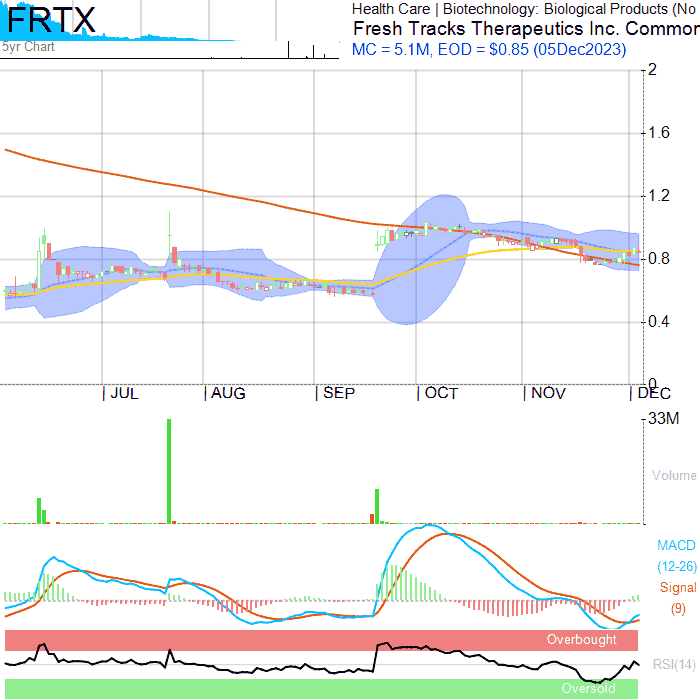 FRTX
5yr Chart
Health Care | Biotechnology: Biological Products (No
Fresh Tracks Therapeutics Inc. Common
MC = 5.1M, EOD = $0.85 (05Dec2023)
2
1.6
1.2
0.8
0.4
0
JUL AUG SEP OCT NOV DEC
33M
Volume
MACD
(12-26)
Signal
(9)
Overbought
RSI(14)
Oversold